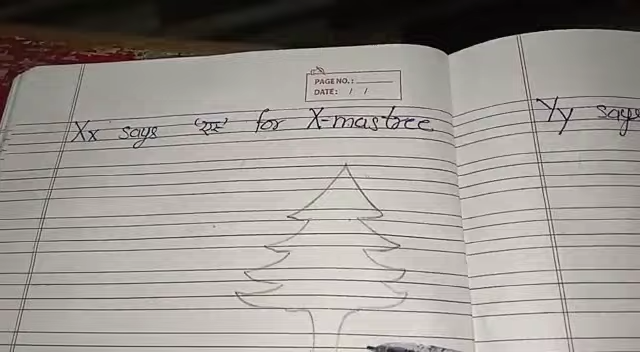 PAGE NO.:
DATE: / /
Xx says for X-mastree
Yy says